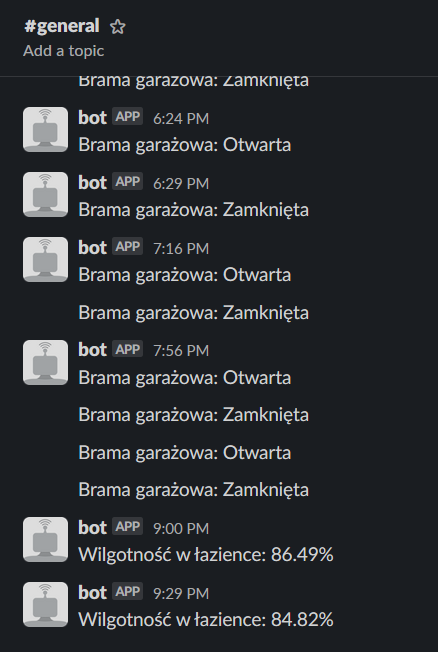 #general
Add a topic
Brama garażowa: Zamknięta
bot APP 6:24 PM
Brama garażowa: Otwarta
bot APP 6:29 PM
Brama garażowa: Zamknięta
bot APP 7:16 PM
Brama garażowa: Otwarta
Brama garażowa: Zamknięta
bot APP 7:56 PM
Brama garażowa: Otwarta
Brama garażowa: Zamknięta
Brama garażowa: Otwarta
Brama garażowa: Zamknięta
bot APP 9:00 PM
Wilgotność w łazience: 86.49%
bot APP 9:29 PM
Wilgotność w łazience: 84.82%